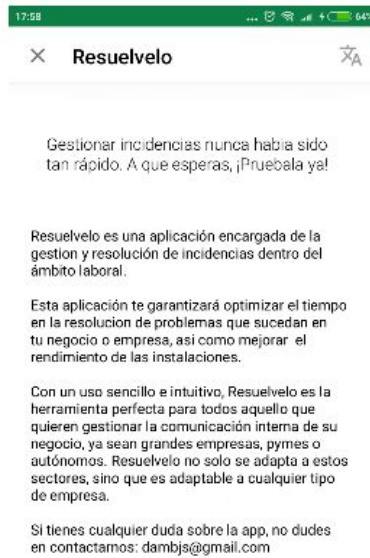 17:58 ... 64%
Resuelvelo
Gestionar incidencias nunca habia sido
tan rápido. A que esperas, ¡Pruebala ya!
Resuelvelo es una aplicación encargada de la
gestion y resolución de incidencias dentro del
ámbito laboral.
Esta aplicación te garantizará optimizar el tiempo
en la resolucion de problemas que sucedan en
tu negocio o empresa, asi como mejorar el
rendimiento de las instalaciones.
Con un uso sencillo e intuitivo, Resuelvelo es la
herramienta perfecta para todos aquello que
quieren gestionar la comunicación interna de su
negocio, ya sean grandes empresas, pymes o
autónomos. Resuelvelo no solo se adapta a estos
sectores, sino que es adaptable a cualquier tipo
de empresa.
Si tienes cualquier duda sobre la app, no dudes
en contactarnos: dambjs@gmail.com